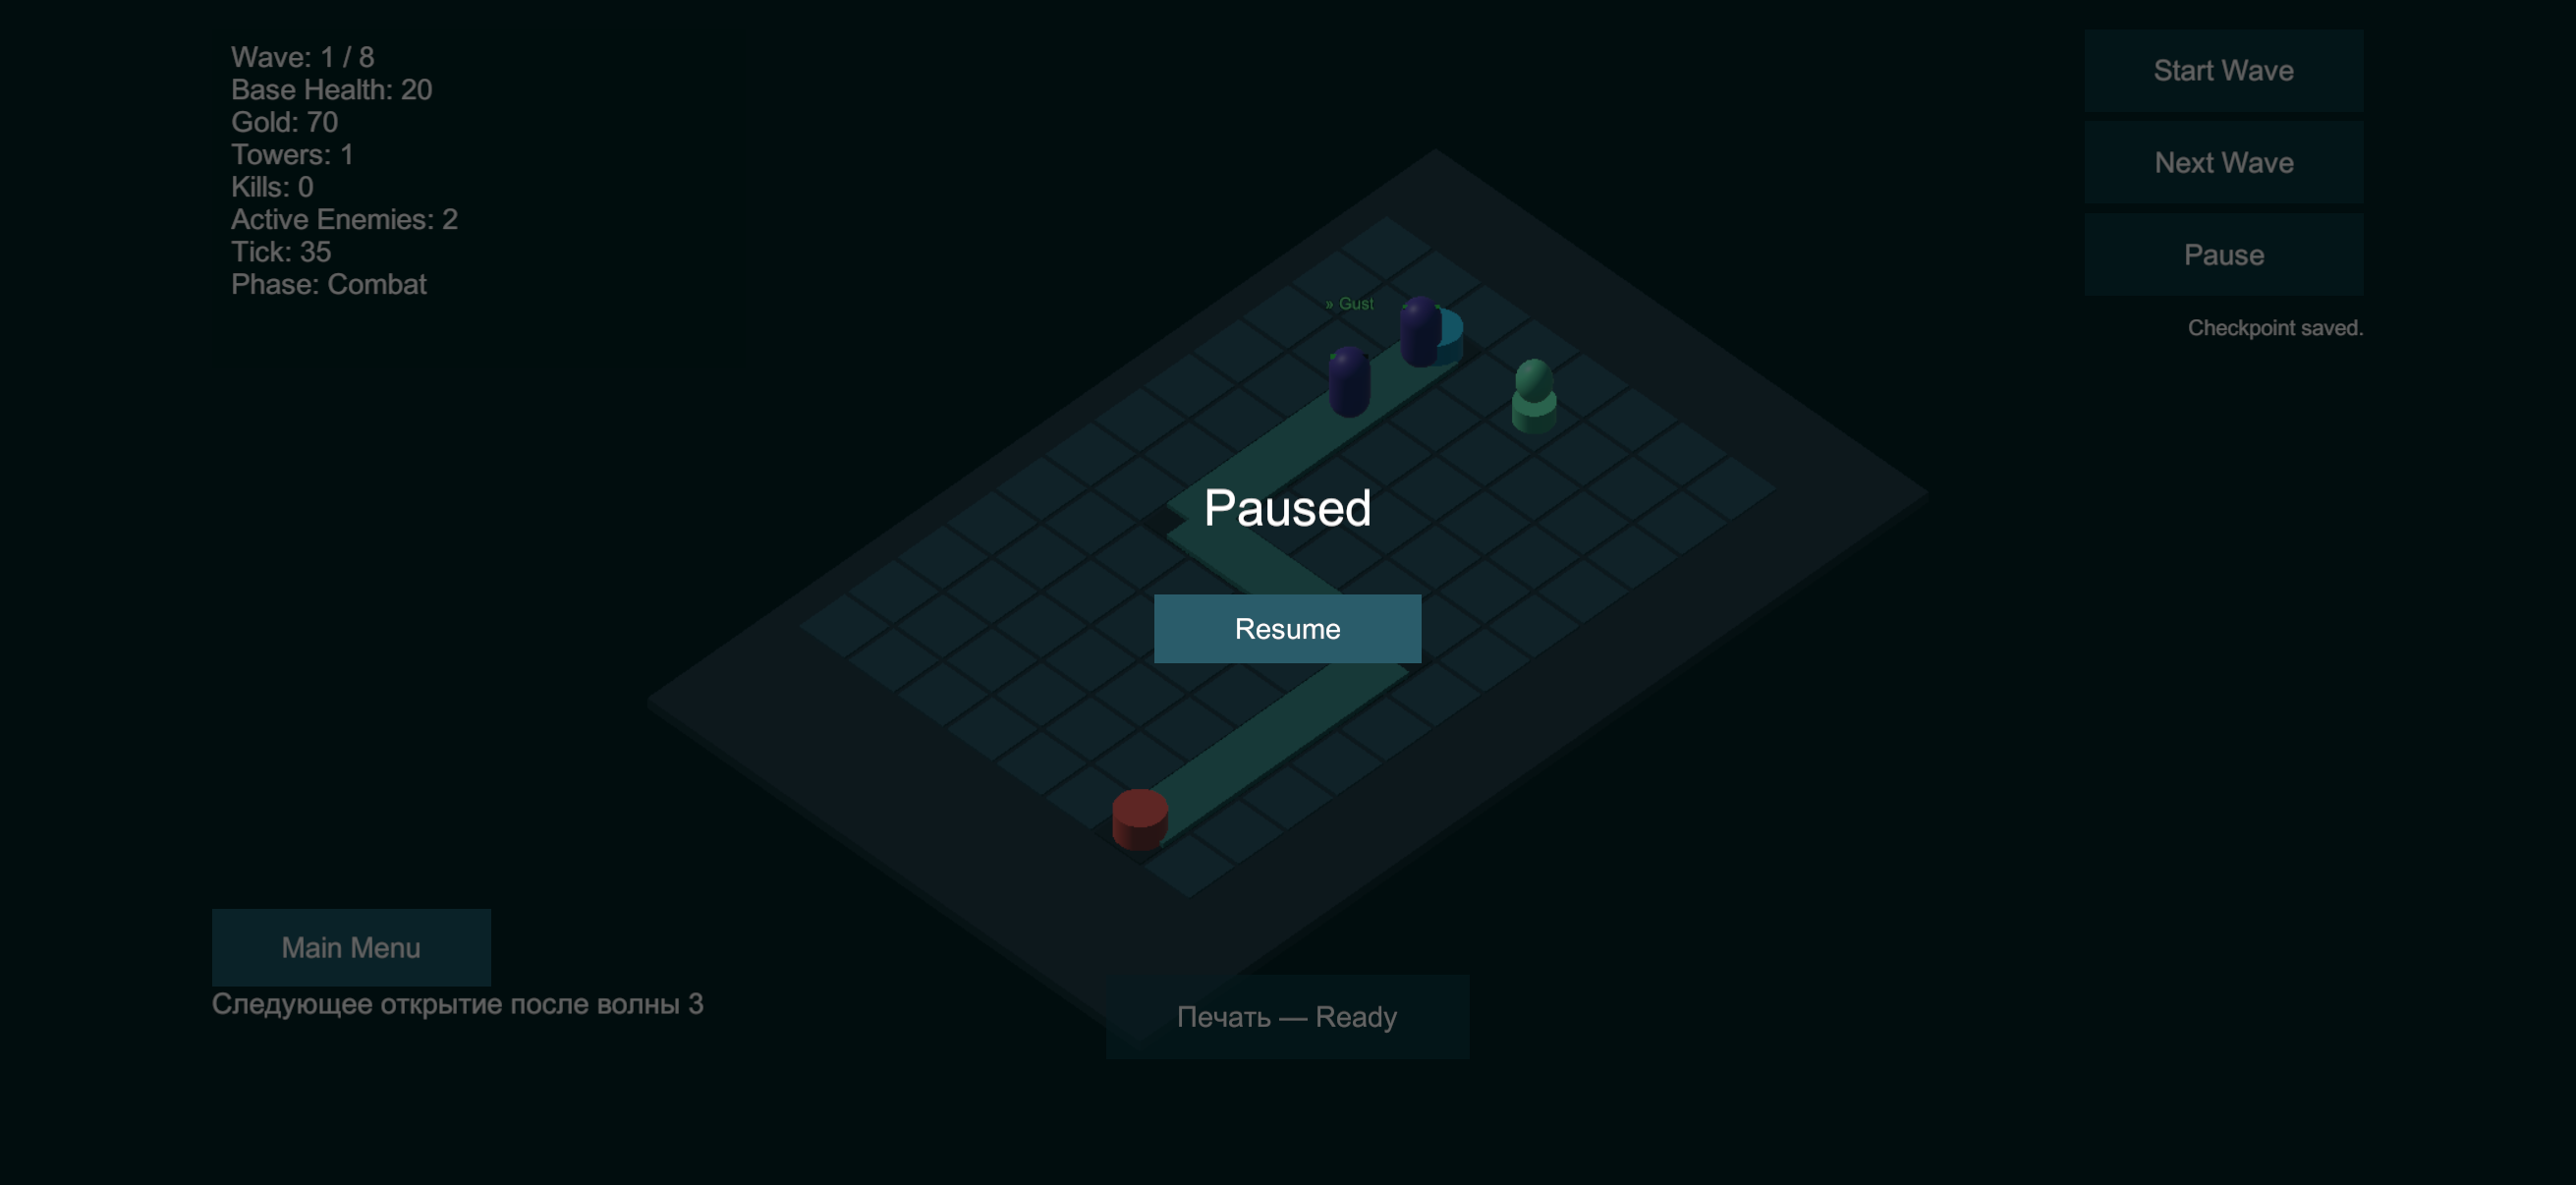 Wave: 1 / 8
Base Health: 20
Gold: 70
Towers: 1
Kills: 0
Active Enemies: 2
Tick: 35
Phase: Combat
Start Wave
Next Wave
Pause
Checkpoint saved.
» Gust
Paused
Resume
Main Menu
Следующее открытие после волны 3
Печать — Ready